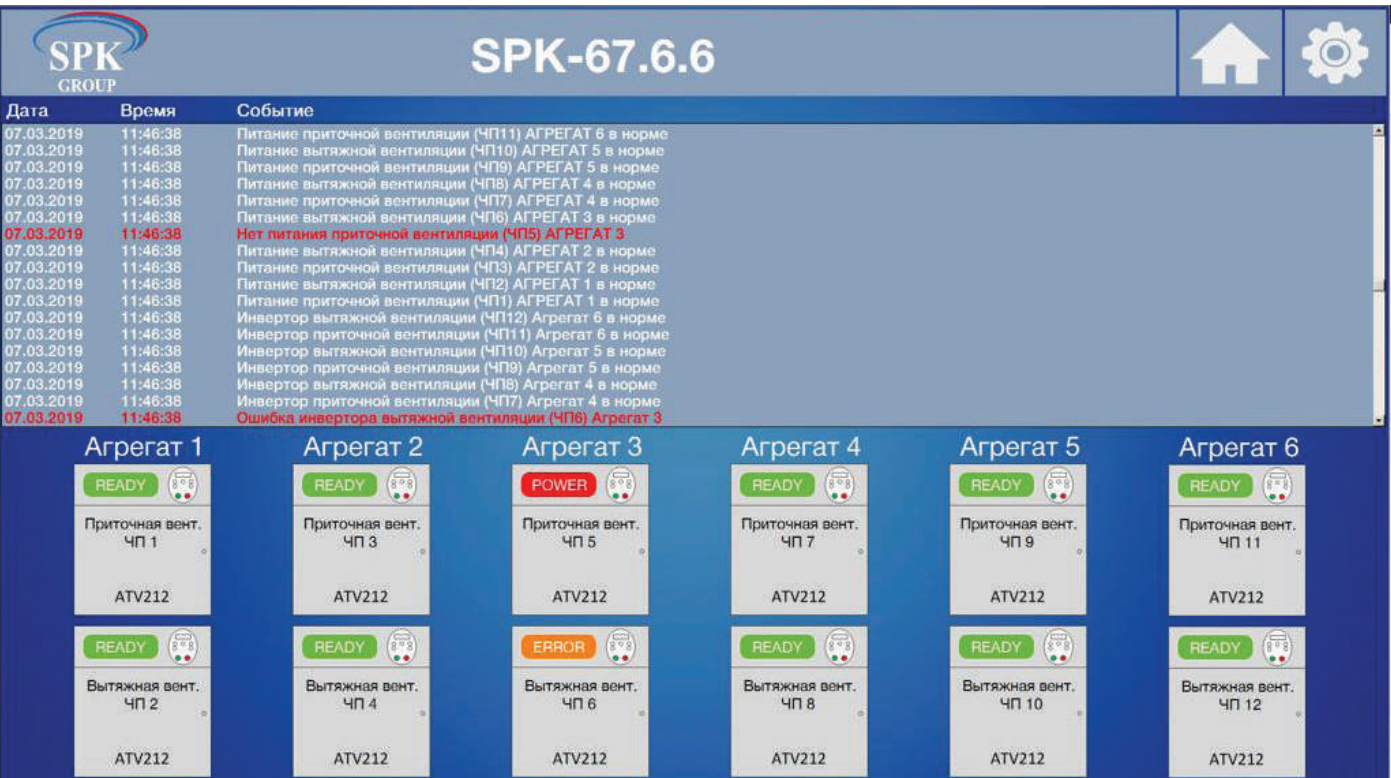 SPK
GROUP
SPK-67.6.6
Дата Время Событие
07.03.2019 11:46:38 Питание приточной вентиляции (ЧП11) АГРЕГАТ 6 в норме
07.03.2019 11:46:38 Питание вытяжной вентиляции (ЧП10) АГРЕГАТ 5 в норме
07.03.2019 11:46:38 Питание приточной вентиляции (ЧП9) АГРЕГАТ 5 в норме
07.03.2019 11:46:38 Питание вытяжной вентиляции (ЧП8) АГРЕГАТ 4 в норме
07.03.2019 11:46:38 Питание приточной вентиляции (ЧП7) АГРЕГАТ 4 в норме
07.03.2019 11:46:38 Питание вытяжной вентиляции (ЧП6) АГРЕГАТ 3 в норме
07.03.2019 11:46:38 Нет питания приточной вентиляции (ЧП5) АГРЕГАТ 3
07.03.2019 11:46:38 Питание вытяжной вентиляции (ЧП4) АГРЕГАТ 2 в норме
07.03.2019 11:46:38 Питание приточной вентиляции (ЧП3) АГРЕГАТ 2 в норме
07.03.2019 11:46:38 Питание вытяжной вентиляции (ЧП2) АГРЕГАТ 1 в норме
07.03.2019 11:46:38 Питание приточной вентиляции (ЧП1) АГРЕГАТ 1 в норме
07.03.2019 11:46:38 Инвертор вытяжной вентиляции (ЧП12) Агрегат 6 в норме
07.03.2019 11:46:38 Инвертор приточной вентиляции (ЧП11) Агрегат 6 в норме
07.03.2019 11:46:38 Инвертор вытяжной вентиляции (ЧП10) Агрегат 5 в норме
07.03.2019 11:46:38 Инвертор приточной вентиляции (ЧП9) Агрегат 5 в норме
07.03.2019 11:46:38 Инвертор вытяжной вентиляции (ЧП8) Агрегат 4 в норме
07.03.2019 11:46:38 Инвертор приточной вентиляции (ЧП7) Агрегат 4 в норме
07.03.2019 11:46:38 Ошибка инвертора вытяжной вентиляции (ЧП6) Агрегат 3
Агрегат 1 Агрегат 2 Агрегат 3 Агрегат 4 Агрегат 5 Агрегат 6
READY READY POWER READY READY READY
Приточная вент. Приточная вент. Приточная вент. Приточная вент. Приточная вент. Приточная вент.
ЧП 1 ЧП 3 ЧП 5 ЧП 7 ЧП 9 ЧП 11
ATV212 ATV212 ATV212 ATV212 ATV212 ATV212
READY READY ERROR READY READY READY
Вытяжная вент. Вытяжная вент. Вытяжная вент. Вытяжная вент. Вытяжная вент. Вытяжная вент.
ЧП 2 ЧП 4 ЧП 6 ЧП 8 ЧП 10 ЧП 12
ATV212 ATV212 ATV212 ATV212 ATV212 ATV212